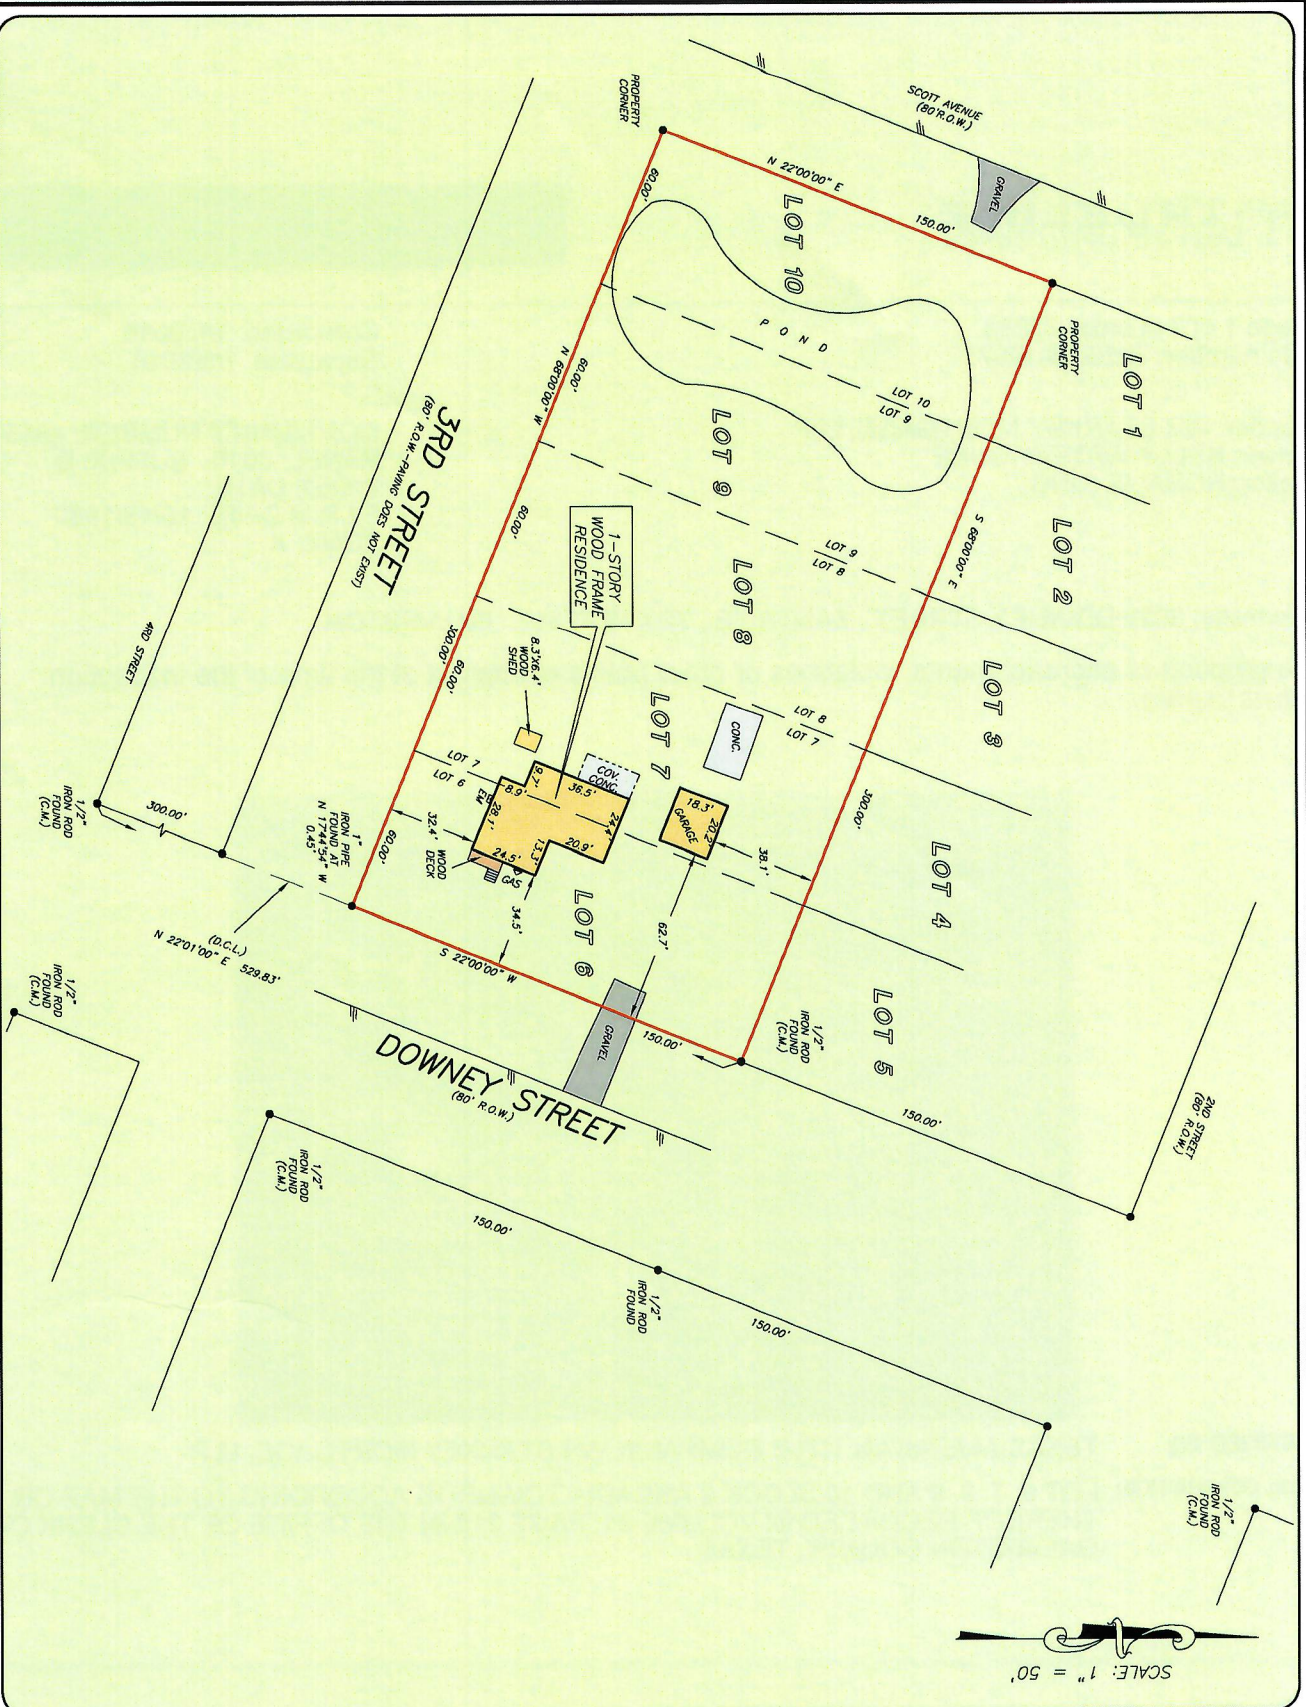 SCOTT AVENUE
(80'R.O.W.)
PROPERTY
CORNER
N 22°00'00" E
150.00'
GRAVEL
60.00'
LOT 10
POND
LOT 10
LOT 9
PROPERTY
CORNER
LOT 1
N 68°00'00" W
60.00'
LOT 9
LOT 9
LOT 8
S 68°00'00" E
LOT 2
3RD STREET
(80' R.O.W.-PAVING DOES NOT EXIST)
60.00'
1-STORY
WOOD FRAME
RESIDENCE
LOT 8
LOT 8
LOT 7
LOT 3
4RD STREET
300.00'
60.00'
8.3'X6.4'
WOOD
SHED
LOT 7
CONC.
300.00'
LOT 7
LOT 6
COV.
CONC.
9.7'
36.5'
8.9'
EM
28.1'
24.4'
20.9'
13.3'
24.5'
18.3'
20.2'
GARAGE
38.1'
LOT 4
32.4'
WOOD
DECK
GAS
60.00'
34.5'
LOT 6
62.7'
LOT 5
1/2"
IRON ROD
FOUND
(C.M.)
300.00'
1"
IRON PIPE
FOUND AT
N 17°44'54" W
0.45'
S 22°00'00" W
150.00'
GRAVEL
1/2"
IRON ROD
FOUND
(C.M.)
150.00'
2ND STREET
(80' R.O.W.)
(D.C.L.)
N 22°01'00" E 529.83'
1/2"
IRON ROD
FOUND
(C.M.)
DOWNEY STREET
(80' R.O.W.)
1/2"
IRON ROD
FOUND
(C.M.)
150.00'
1/2"
IRON ROD
FOUND
150.00'
1/2"
IRON ROD
FOUND
(C.M.)
N
SCALE: 1" = 50'